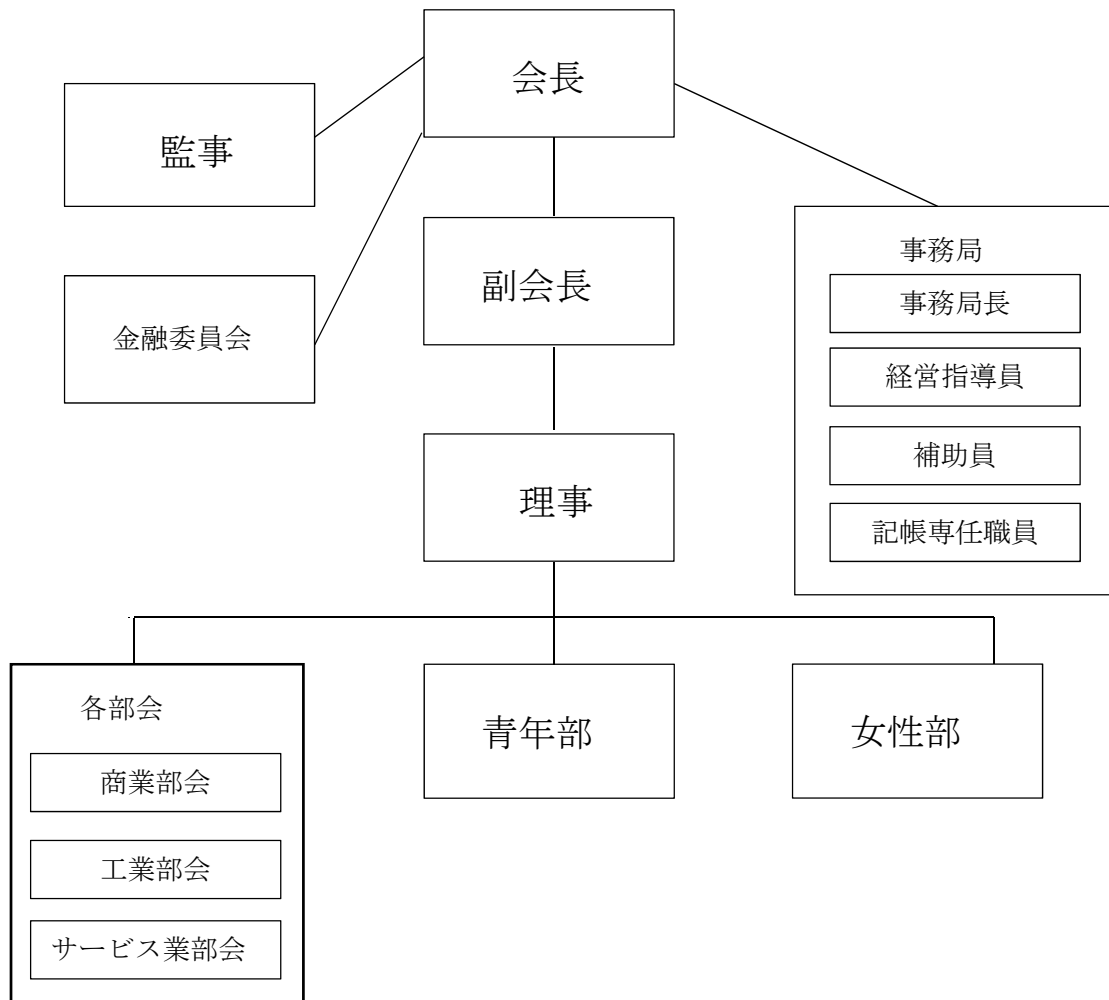 会長
監事
副会長
事務局
事務局長
金融委員会
経営指導員
補助員
理事
記帳専任職員
各部会
商業部会
工業部会
サービス業部会
青年部
女性部